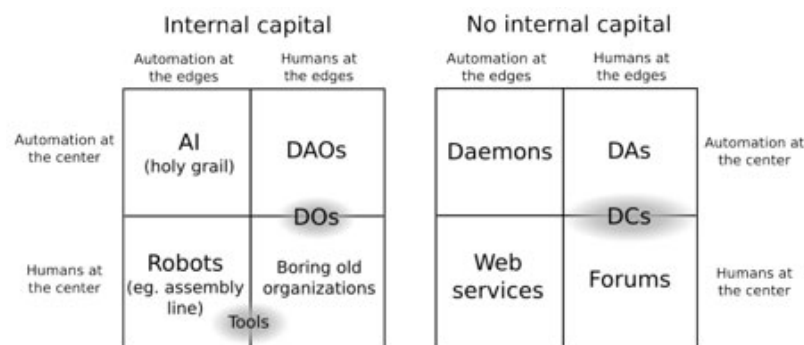 Internal capital
No internal capital
Automation at
the edges
Humans at
the edges
Automation at
the edges
Humans at
the edges
Automation at
the center
AI
(holy grail)
DAOs
Daemons
DAs
Automation at
the center
DOs
DCs
Humans at
the center
Robots
(eg. assembly
line)
Boring old
organizations
Tools
Web
services
Forums
Humans at
the center